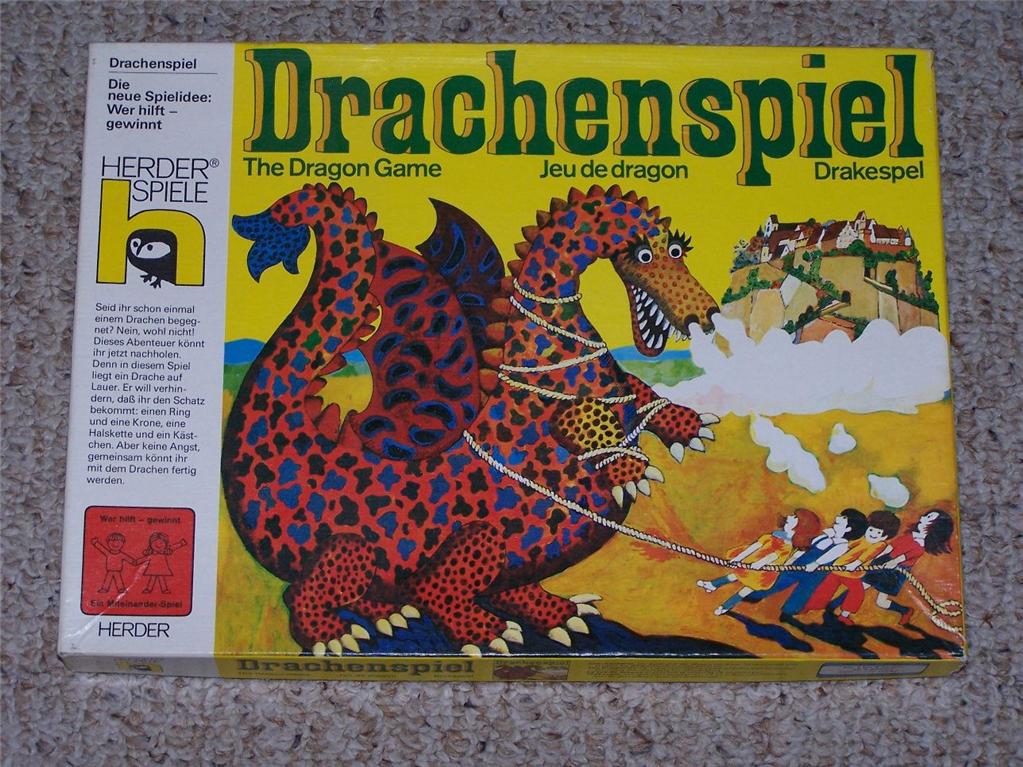 Drachenspiel
Die
neue Spielidee:
Wer hilft –
gewinnt
HERDER®
SPIELE
h
Seid ihr schon einmal
einem Drachen begeg-
net? Nein, wohl nicht!
Dieses Abenteuer könnt
ihr jetzt nachholen.
Denn in diesem Spiel
liegt ein Drache auf
Lauer. Er will verhin-
dern, daß ihr den Schatz
bekommt: einen Ring
und eine Krone, eine
Halskette und ein Käst-
chen. Aber keine Angst,
gemeinsam könnt ihr
mit dem Drachen fertig
werden.
Wer hilft – gewinnt
Ein Miteinander-Spiel
HERDER
Drachenspiel
The Dragon Game Jeu de dragon Drakespel
Drachenspiel